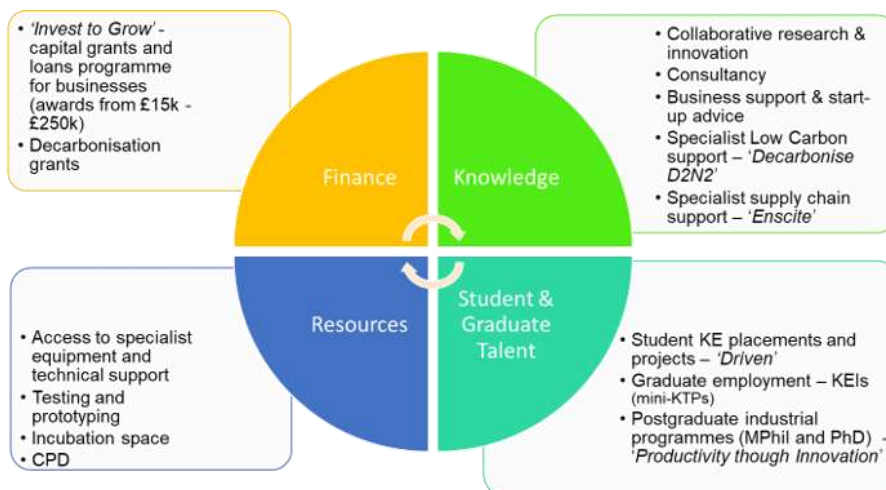 • 'Invest to Grow' -
capital grants and
loans programme
for businesses
(awards from £15k -
£250k)
• Decarbonisation
grants
• Collaborative research &
innovation
• Consultancy
• Business support & start-
up advice
• Specialist Low Carbon
support – 'Decarbonise
D2N2'
• Specialist supply chain
support – 'Enscite'
Finance
Knowledge
Resources
Student &
Graduate
Talent
• Access to specialist
equipment and
technical support
• Testing and
prototyping
• Incubation space
• CPD
• Student KE placements and
projects – 'Driven'
• Graduate employment – KEIs
(mini-KTPs)
• Postgraduate industrial
programmes (MPhil and PhD) -
'Productivity though Innovation'